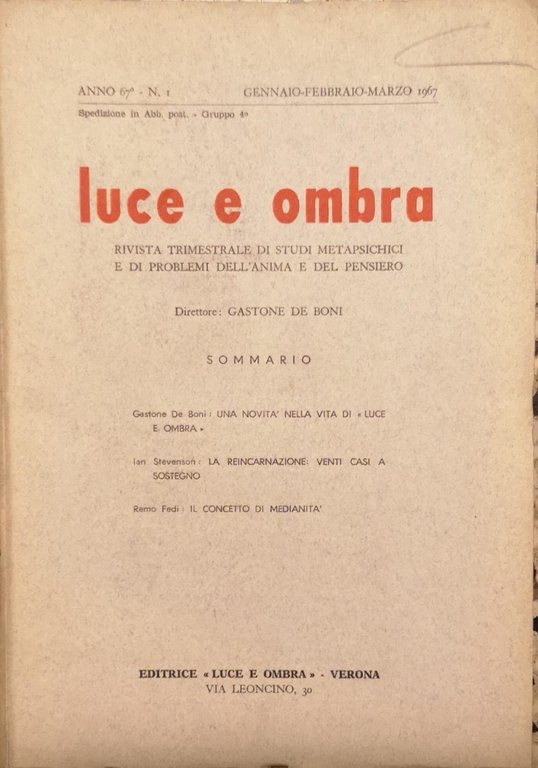 ANNO 67º - N. 1 GENNAIO-FEBBRAIO-MARZO 1967
Spedizione in Abb. post. - Gruppo 4º
luce e ombra
RIVISTA TRIMESTRALE DI STUDI METAPSICHICI
E DI PROBLEMI DELL'ANIMA E DEL PENSIERO
Direttore: GASTONE DE BONI
SOMMARIO
Gastone De Boni: UNA NOVITA' NELLA VITA DI « LUCE
E OMBRA »
Ian Stevenson: LA REINCARNAZIONE: VENTI CASI A
SOSTEGNO
Remo Fedi: IL CONCETTO DI MEDIANITA'
EDITRICE « LUCE E OMBRA » - VERONA
VIA LEONCINO, 30